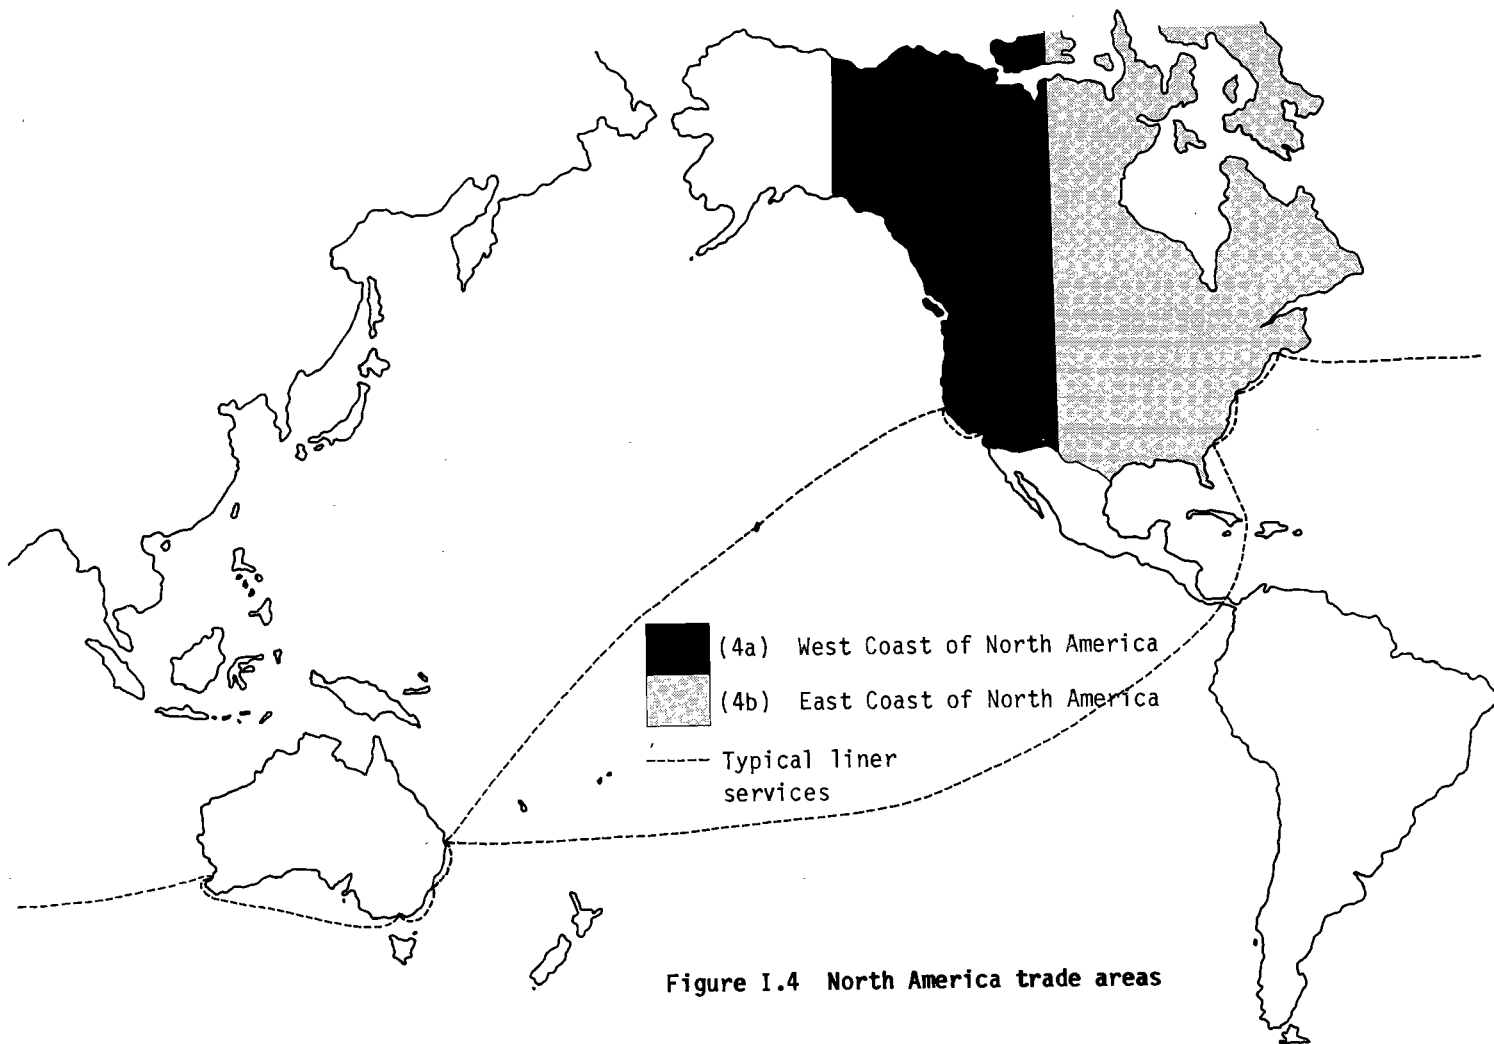 (4a) West Coast of North America
(4b) East Coast of North America
Typical liner
services
Figure I.4 North America trade areas